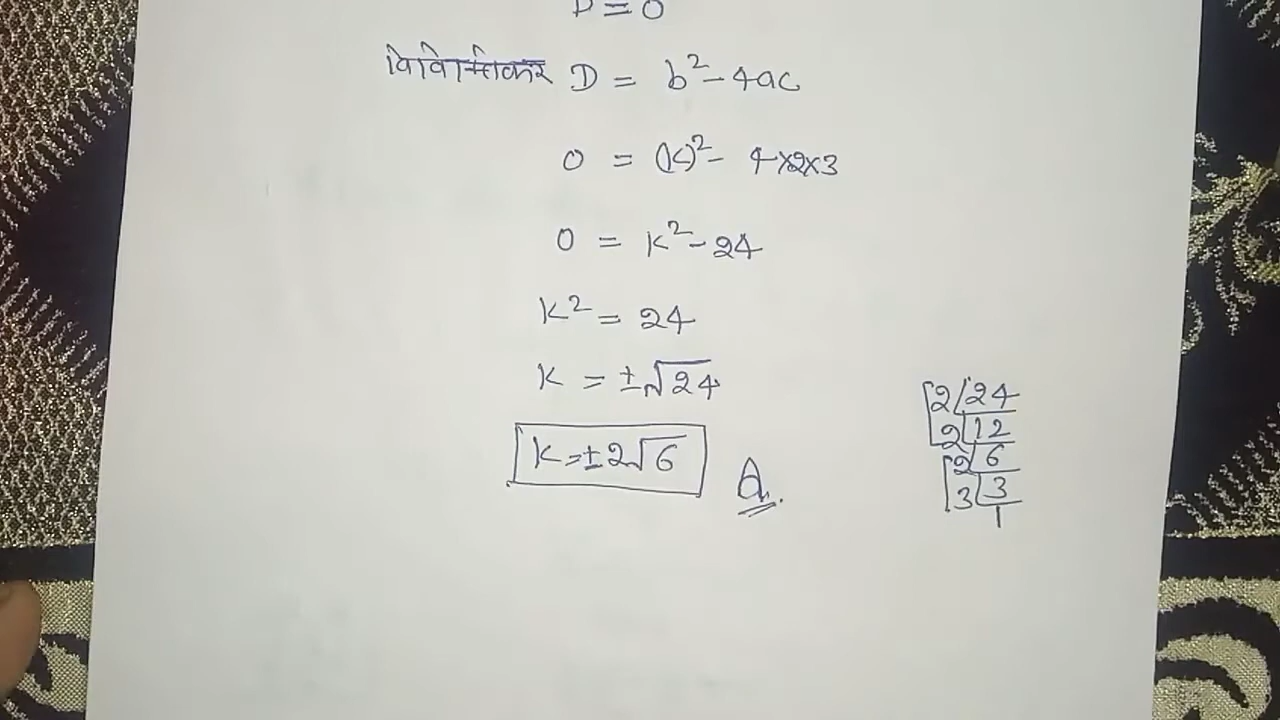 D = 0
विविक्तिकर D = b² - 4ac
0 = (K)² - 4×2×3
0 = K² - 24
K² = 24
K = ±√24
K = ±2√6 A.
2 24
2 12
2 6
3 3
1